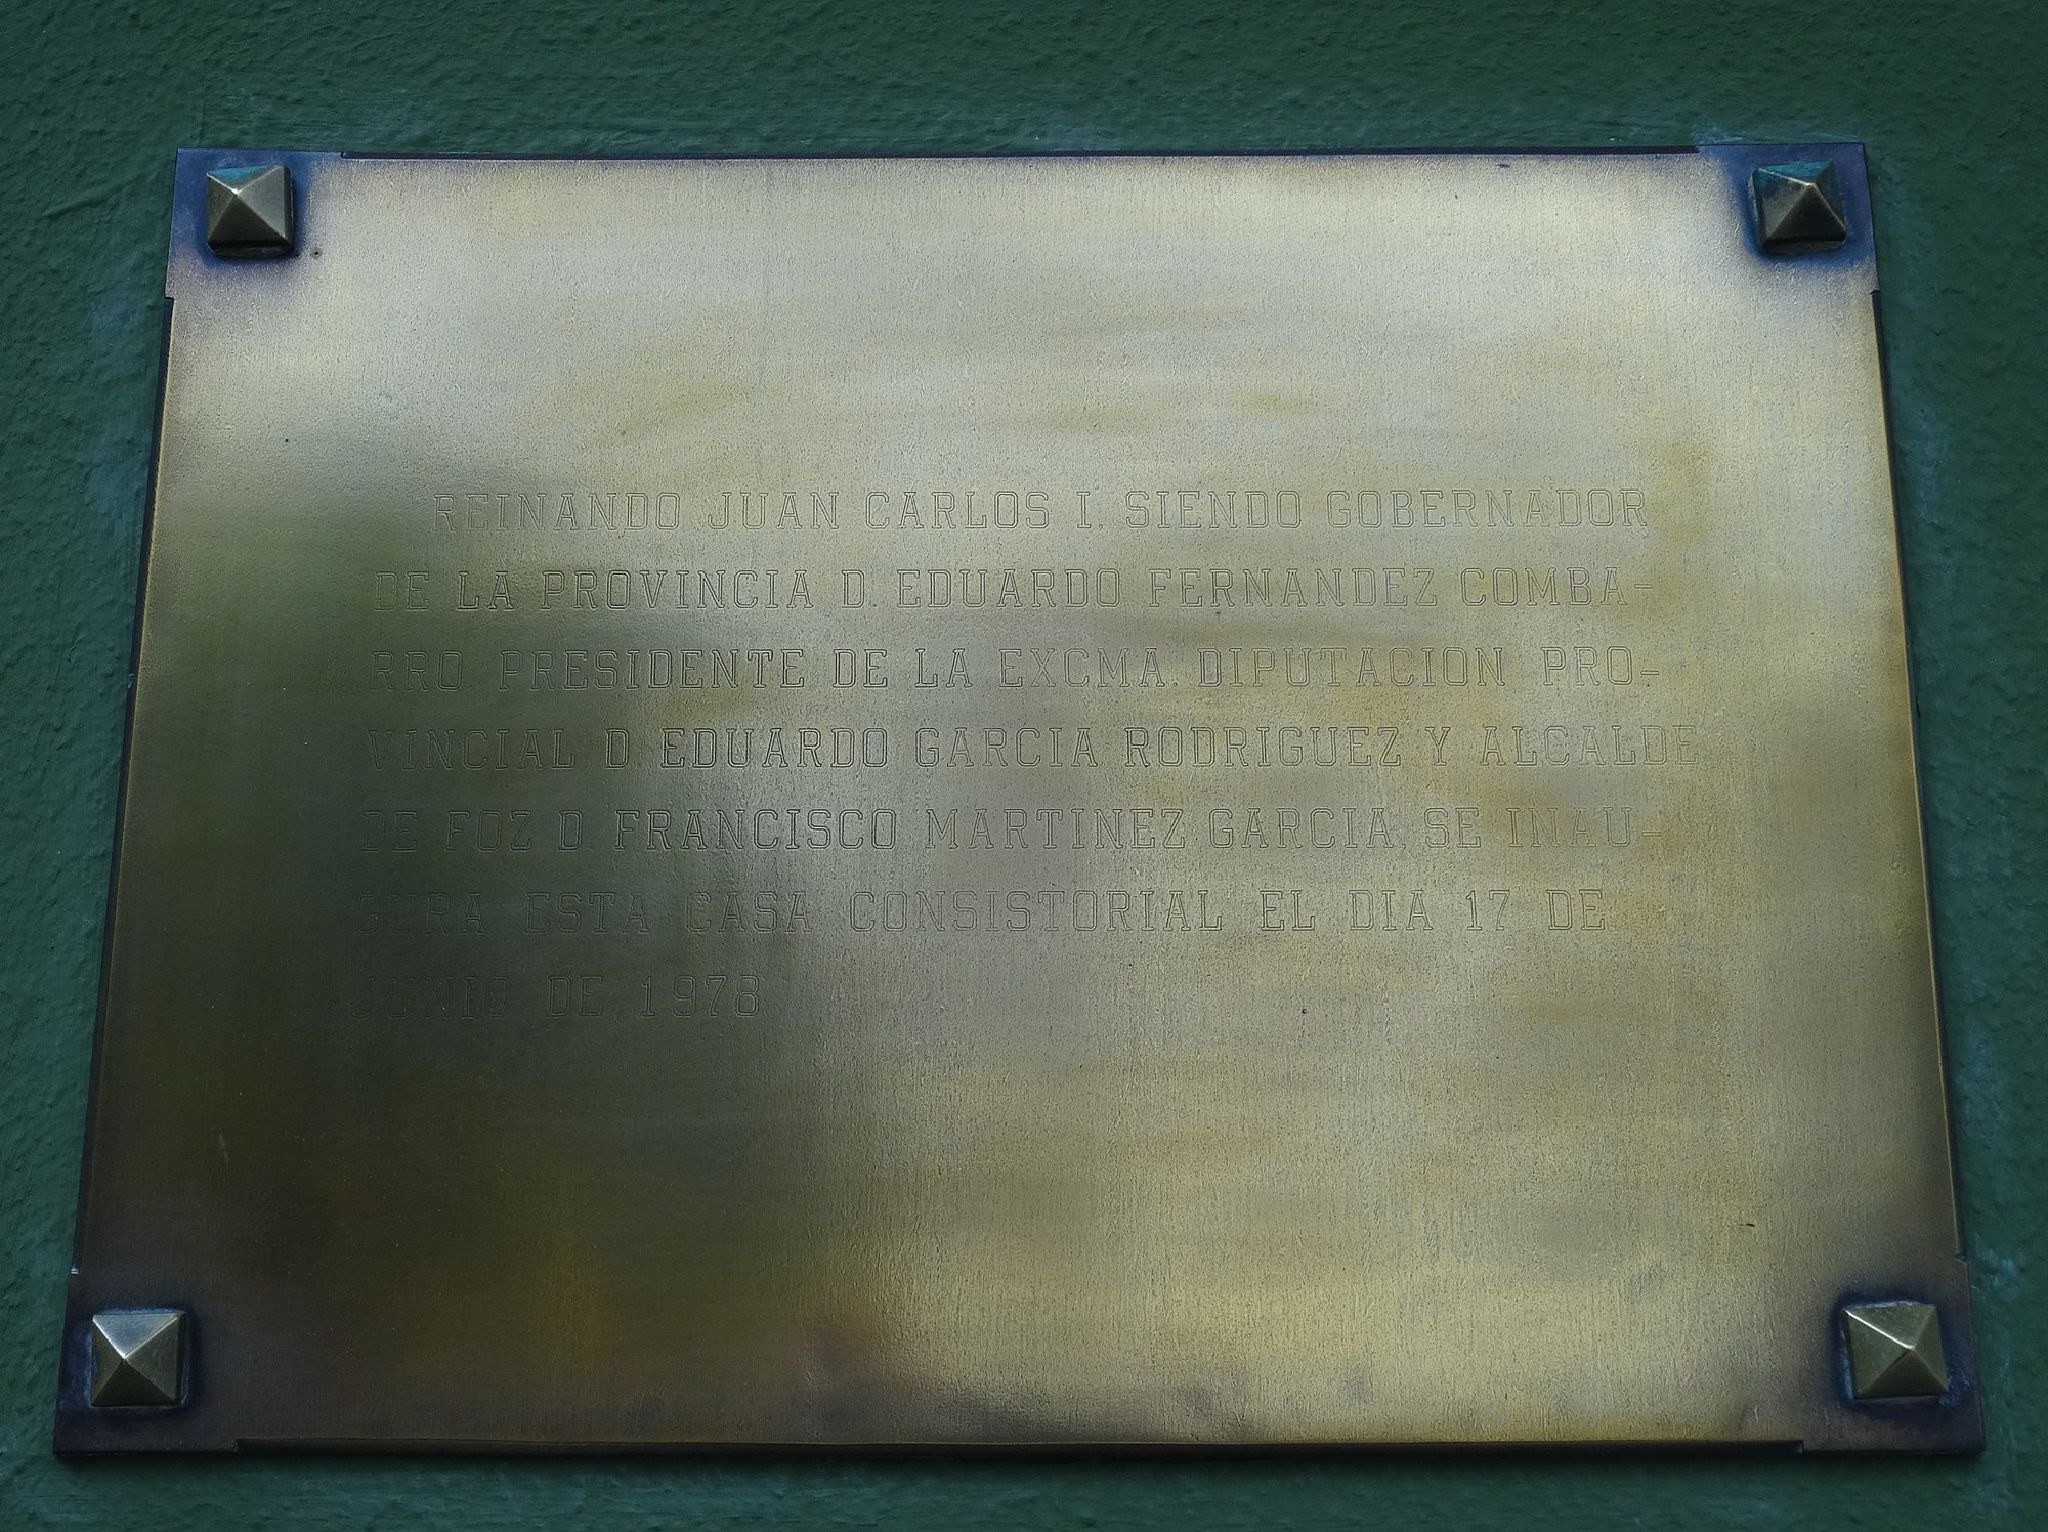 REINANDO JUAN CARLOS I, SIENDO GOBERNADOR
DE LA PROVINCIA D. EDUARDO FERNANDEZ COMBA-
RRO. PRESIDENTE DE LA EXCMA. DIPUTACION PRO-
VINCIAL D. EDUARDO GARCIA RODRIGUEZ Y ALCALDE
DE FOZ D. FRANCISCO MARTINEZ GARCIA, SE INAU-
GURA ESTA CASA CONSISTORIAL EL DIA 17 DE
JUNIO DE 1978